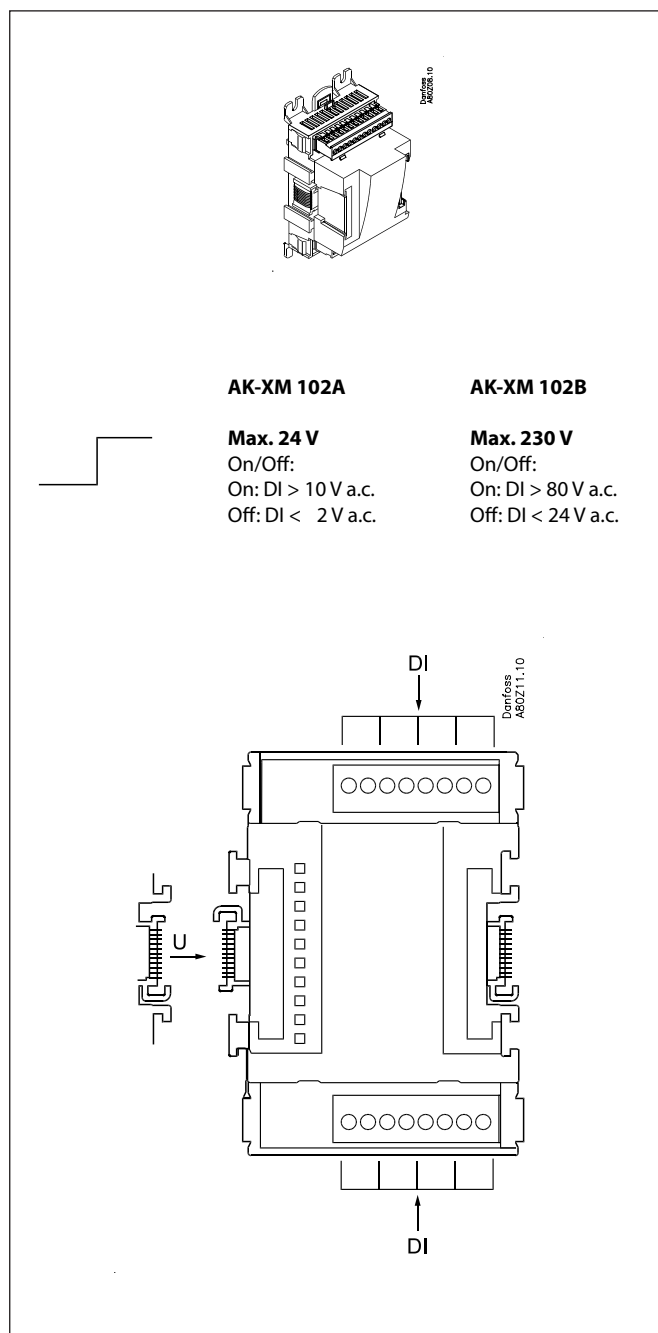 Danfoss
A80Z08.10
AK-XM 102A
Max. 24 V
On/Off:
On: DI > 10 V a.c.
Off: DI < 2 V a.c.
AK-XM 102B
Max. 230 V
On/Off:
On: DI > 80 V a.c.
Off: DI < 24 V a.c.
DI
Danfoss
A80Z11.10
U
DI